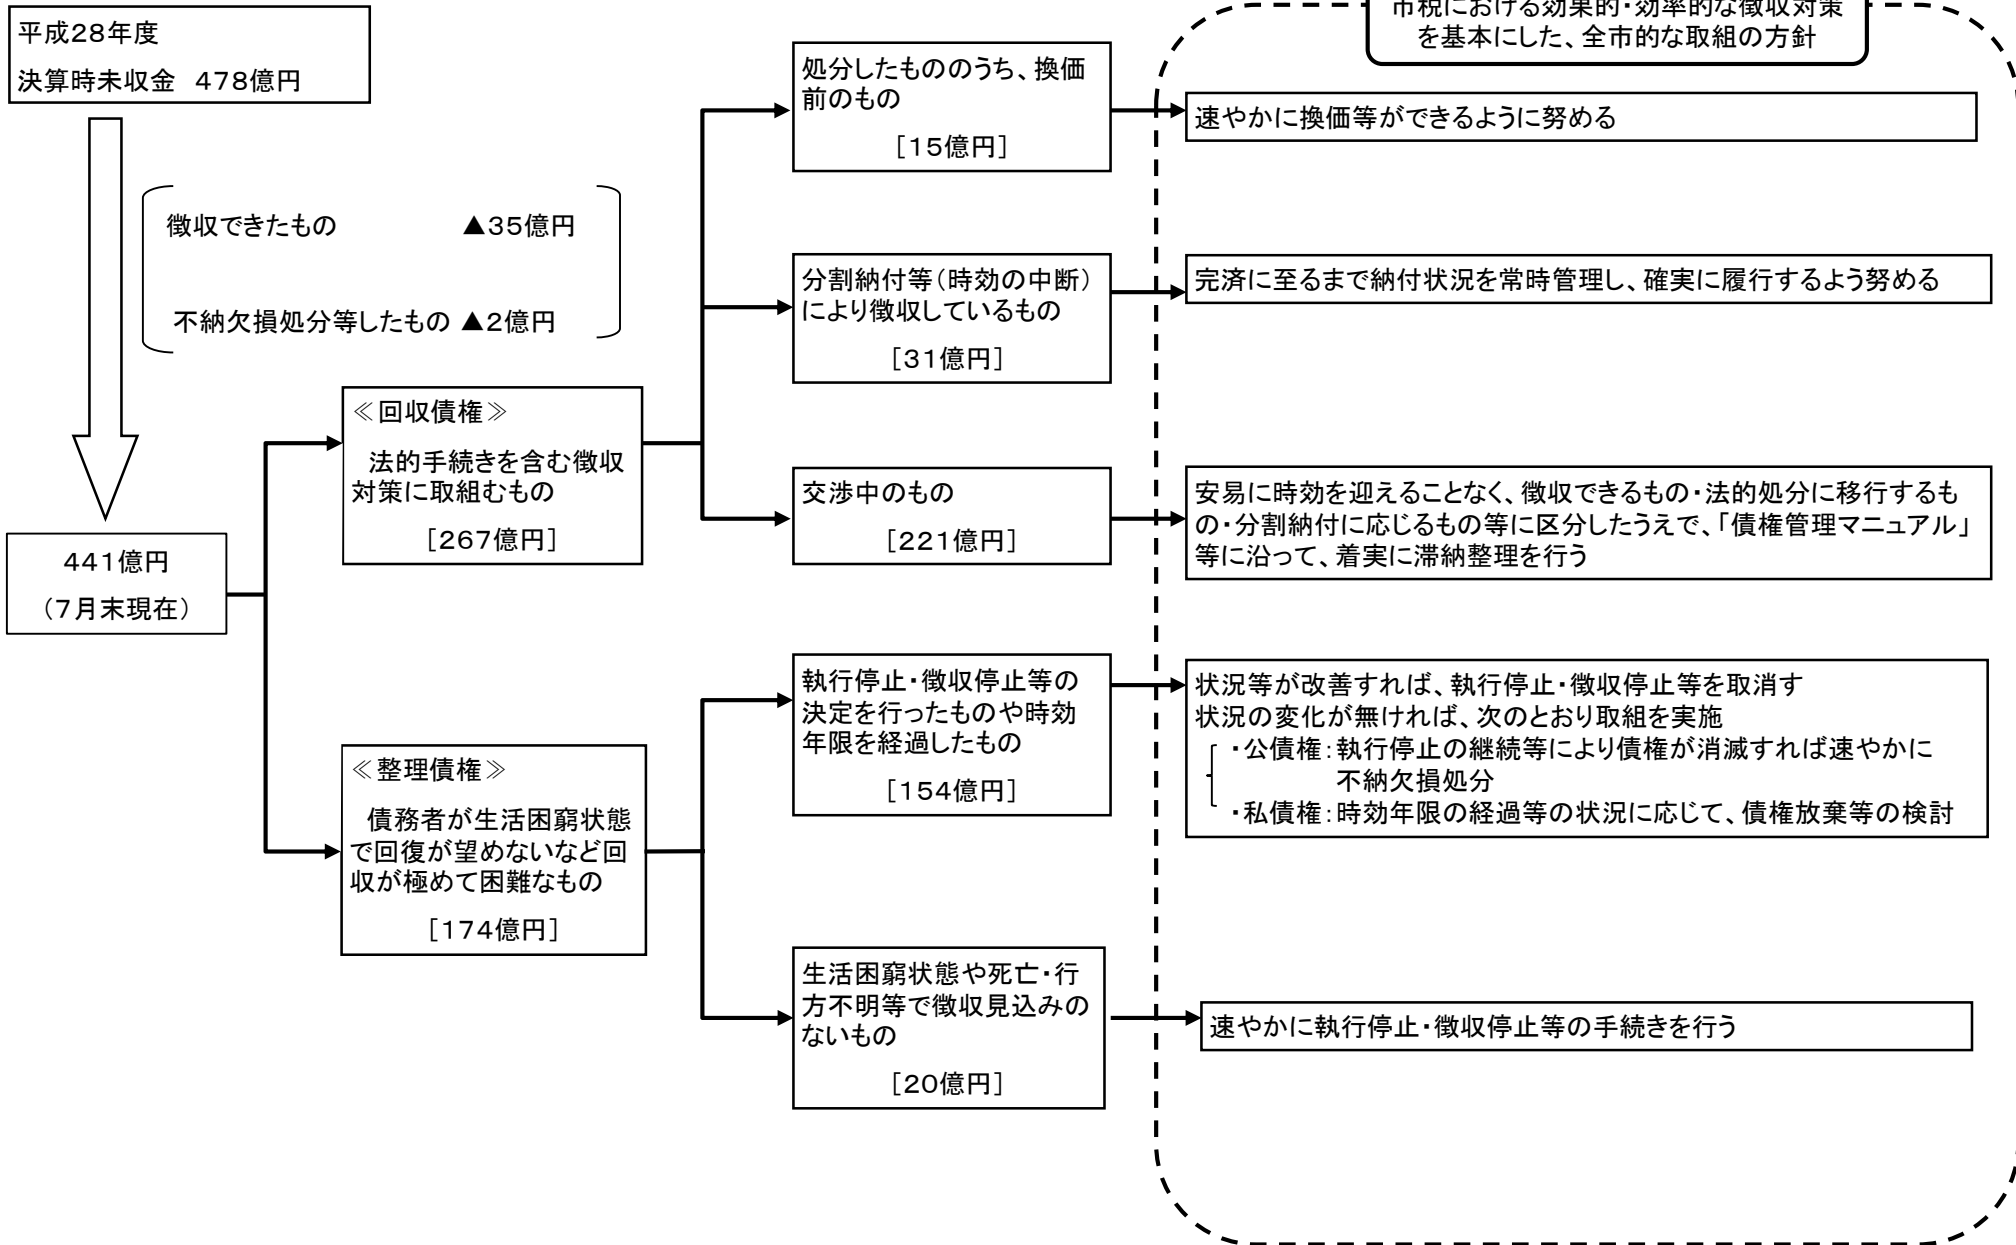 平成28年度
決算時未収金 478億円
徴収できたもの ▲35億円
不納欠損処分等したもの ▲2億円
441億円
(7月末現在)
≪回収債権≫
法的手続きを含む徴収
対策に取組むもの
[267億円]
≪整理債権≫
債務者が生活困窮状態
で回復が望めないなど回
収が極めて困難なもの
[174億円]
処分したもののうち、換価
前のもの
[15億円]
分割納付等(時効の中断)
により徴収しているもの
[31億円]
交渉中のもの
[221億円]
執行停止・徴収停止等の
決定を行ったものや時効
年限を経過したもの
[154億円]
生活困窮状態や死亡・行
方不明等で徴収見込みの
ないもの
[20億円]
市税における効果的・効率的な徴収対策
を基本にした、全市的な取組の方針
速やかに換価等ができるように努める
完済に至るまで納付状況を常時管理し、確実に履行するよう努める
安易に時効を迎えることなく、徴収できるもの・法的処分に移行するも
の・分割納付に応じるもの等に区分したうえで、「債権管理マニュアル」
等に沿って、着実に滞納整理を行う
状況等が改善すれば、執行停止・徴収停止等を取消す
状況の変化が無ければ、次のとおり取組を実施
・公債権:執行停止の継続等により債権が消滅すれば速やかに
不納欠損処分
・私債権:時効年限の経過等の状況に応じて、債権放棄等の検討
速やかに執行停止・徴収停止等の手続きを行う